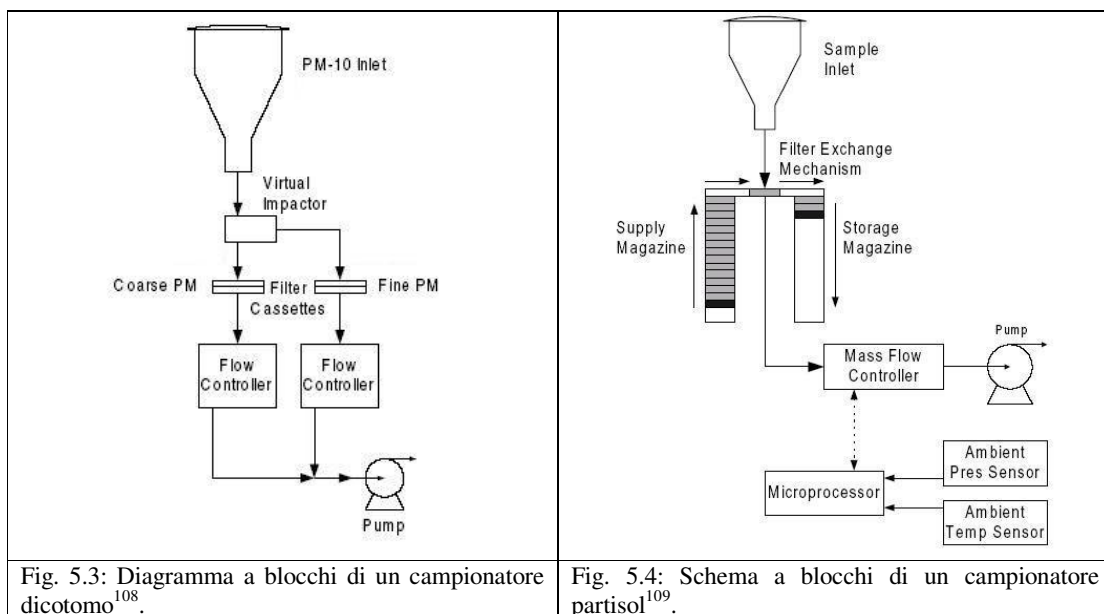 PM-10 Inlet
Virtual
Impactor
Coarse PM
Filter
Cassettes
Fine PM
Flow
Controller
Flow
Controller
Pump
Fig. 5.3: Diagramma a blocchi di un campionatore
dicotomo108.
Sample
Inlet
Filter Exchange
Mechanism
Supply
Magazine
Storage
Magazine
Mass Flow
Controller
Pump
Microprocessor
Ambient
Pres Sensor
Ambient
Temp Sensor
Fig. 5.4: Schema a blocchi di un campionatore
partisol109.